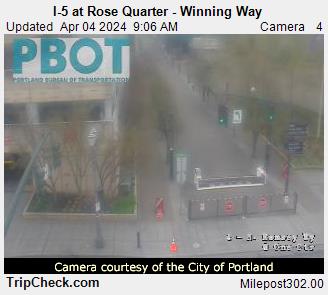 I-5 at Rose Quarter - Winning Way
Updated Apr 04 2024 9:06 AM Camera 4
PBOT
PORTLAND BUREAU OF TRANSPORTATION
Camera courtesy of the City of Portland
TripCheck.com Milepost302.00